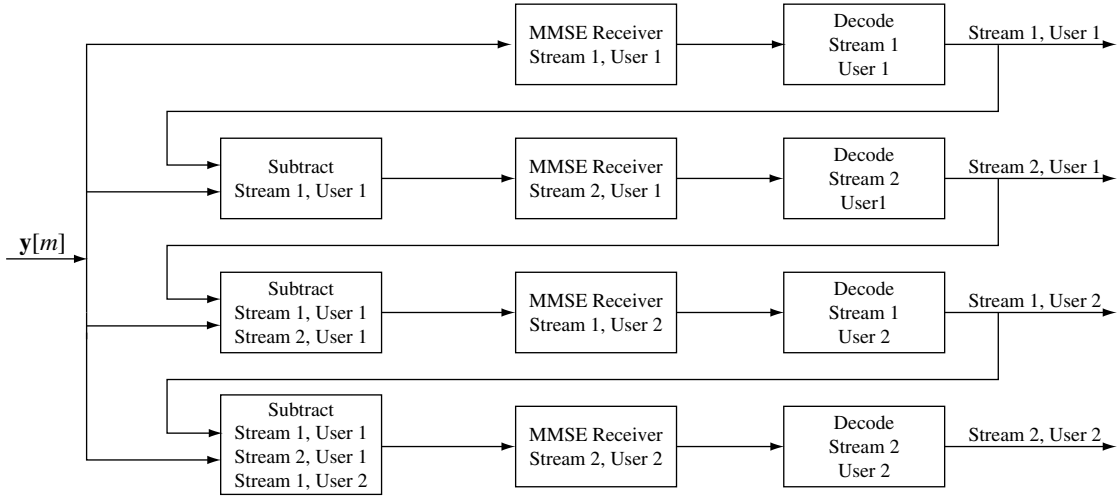 MMSE Receiver
Stream 1, User 1
Decode
Stream 1
User 1
Stream 1, User 1
Subtract
Stream 1, User 1
MMSE Receiver
Stream 2, User 1
Decode
Stream 2
User1
Stream 2, User 1
y[m]
Subtract
Stream 1, User 1
Stream 2, User 1
MMSE Receiver
Stream 1, User 2
Decode
Stream 1
User 2
Stream 1, User 2
Subtract
Stream 1, User 1
Stream 2, User 1
Stream 1, User 2
MMSE Receiver
Stream 2, User 2
Decode
Stream 2
User 2
Stream 2, User 2